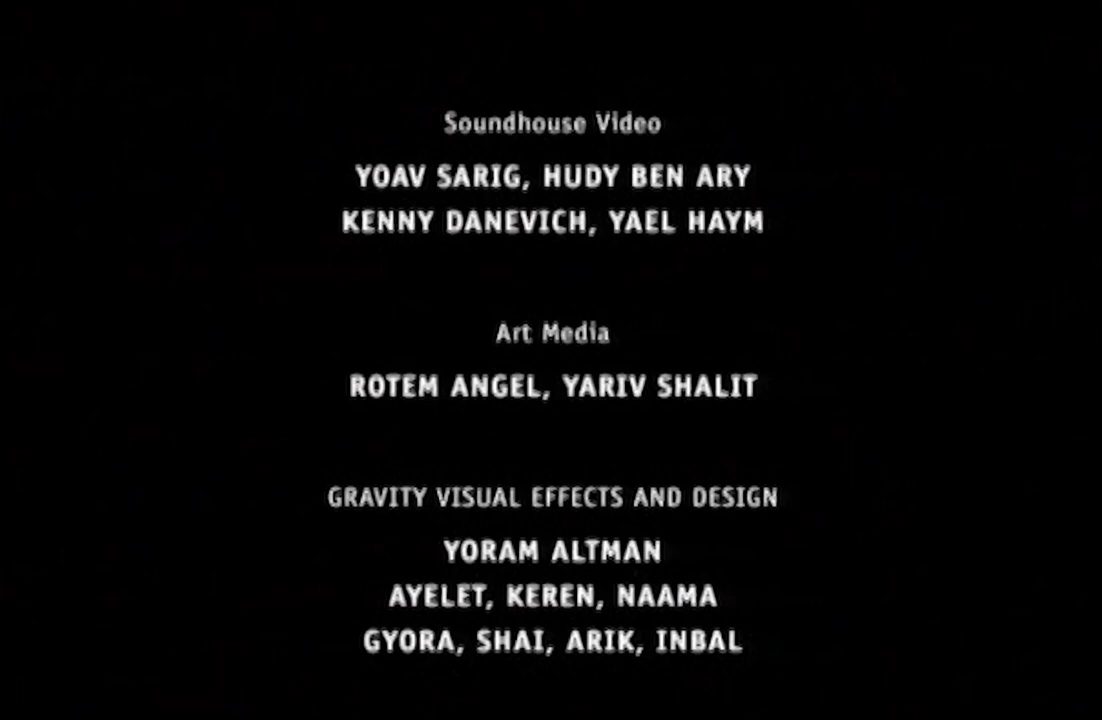 Soundhouse Video
YOAV SARIG, HUDY BEN ARY
KENNY DANEVICH, YAEL HAYM
Art Media
ROTEM ANGEL, YARIV SHALIT
GRAVITY VISUAL EFFECTS AND DESIGN
YORAM ALTMAN
AYELET, KEREN, NAAMA
GYORA, SHAI, ARIK, INBAL